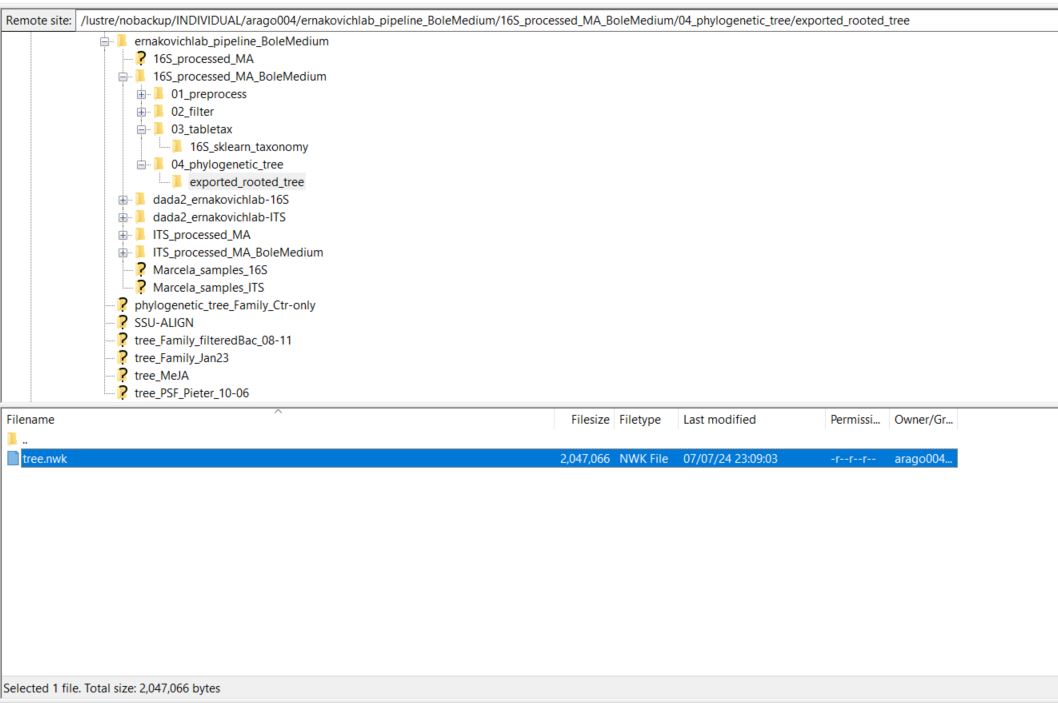 Remote site: /lustre/nobackup/INDIVIDUAL/arago004/ernakovichlab_pipeline_BoleMedium/16S_processed_MA_BoleMedium/04_phylogenetic_tree/exported_rooted_tree
ernakovichlab_pipeline_BoleMedium
16S_processed_MA
16S_processed_MA_BoleMedium
01_preprocess
02_filter
03_tabletax
16S_sklearn_taxonomy
04_phylogenetic_tree
exported_rooted_tree
dada2_ernakovichlab-16S
dada2_ernakovichlab-ITS
ITS_processed_MA
ITS_processed_MA_BoleMedium
Marcela_samples_16S
Marcela_samples_ITS
phylogenetic_tree_Family_Ctr-only
SSU-ALIGN
tree_Family_filteredBac_08-11
tree_Family_Jan23
tree_MeJA
tree_PSF_Pieter_10-06
Filename Filesize Filetype Last modified Permissi... Owner/Gr...
..
tree.nwk 2,047,066 NWK File 07/07/24 23:09:03 -r--r--r-- arago004...
Selected 1 file. Total size: 2,047,066 bytes